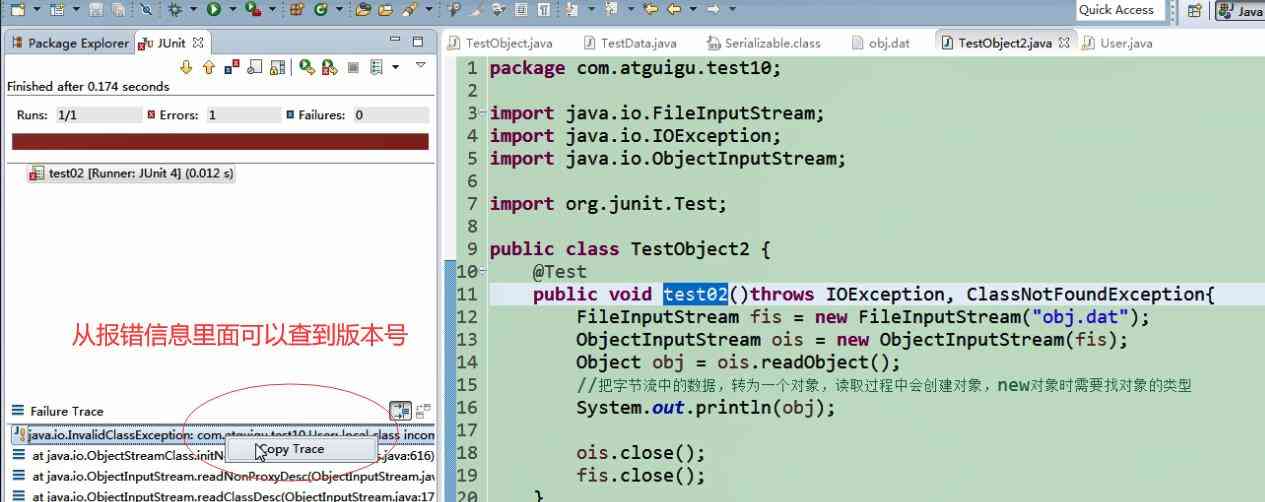 Quick Access
Java
Package Explorer
JUnit
Finished after 0.174 seconds
Runs: 1/1
Errors: 1
Failures: 0
test02 [Runner: JUnit 4] (0.012 s)
从报错信息里面可以查到版本号
Failure Trace
java.io.InvalidClassException: com.atguigu.test10.User; local class incom
Copy Trace
at java.io.ObjectStreamClass.initN
s.java:616)
at java.io.ObjectInputStream.readNonProxyDesc(ObjectInputStream.jav
at java.io.ObjectInputStream.readClassDesc(ObjectInputStream.java:17
TestObject.java
TestData.java
Serializable.class
obj.dat
TestObject2.java
User.java
1 package com.atguigu.test10;
2
3 import java.io.FileInputStream;
4 import java.io.IOException;
5 import java.io.ObjectInputStream;
6
7 import org.junit.Test;
8
9 public class TestObject2 {
10 @Test
11 public void test02()throws IOException, ClassNotFoundException{
12 FileInputStream fis = new FileInputStream("obj.dat");
13 ObjectInputStream ois = new ObjectInputStream(fis);
14 Object obj = ois.readObject();
15 //把字节流中的数据，转为一个对象，读取过程中会创建对象，new对象时需要找对象的类型
16 System.out.println(obj);
17
18 ois.close();
19 fis.close();
20 }